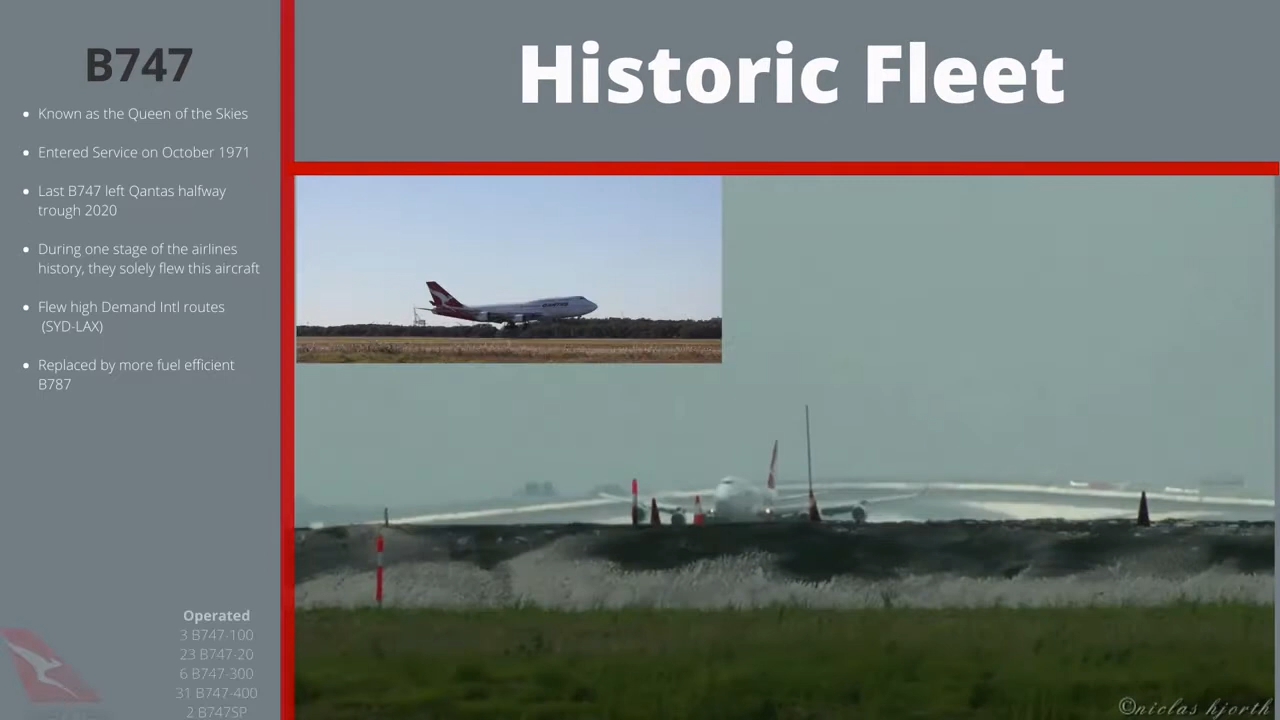 B747
Known as the Queen of the Skies
Entered Service on October 1971
Last B747 left Qantas halfway
trough 2020
During one stage of the airlines
history, they solely flew this aircraft
Flew high Demand Intl routes
(SYD-LAX)
Replaced by more fuel efficient
B787
Operated
3 B747-100
23 B747-20
6 B747-300
31 B747-400
2 B747SP
Historic Fleet
©niclas hjorth